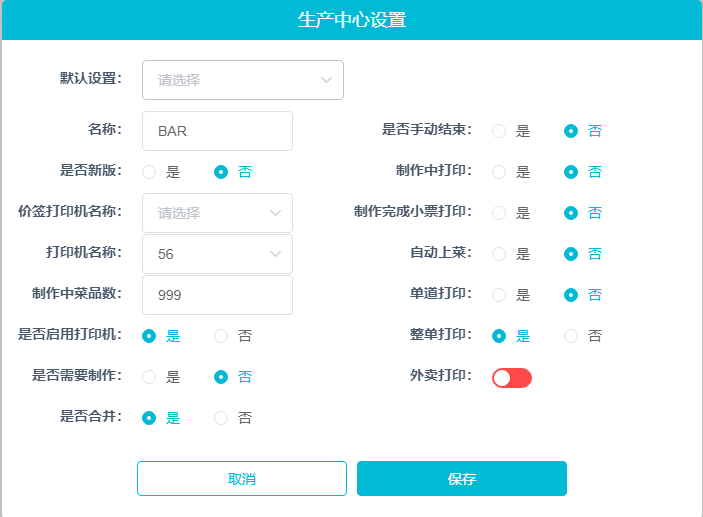 生产中心设置
默认设置: 请选择
名称: BAR 是否手动结束: 是 否
是否新版: 是 否 制作中打印: 是 否
价签打印机名称: 请选择 制作完成小票打印: 是 否
打印机名称: 56 自动上菜: 是 否
制作中菜品数: 999 单道打印: 是 否
是否启用打印机: 是 否 整单打印: 是 否
是否需要制作: 是 否 外卖打印:
是否合并: 是 否
取消 保存